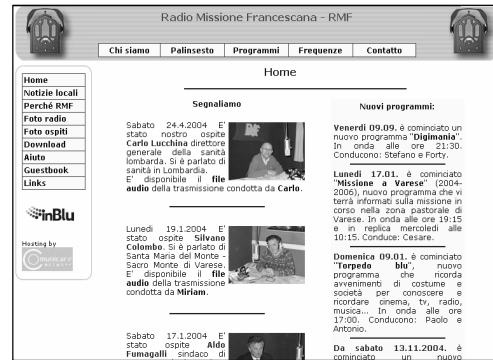 Radio Missione Francescana - RMF
Chi siamo
Palinsesto
Programmi
Frequenze
Contatto
Home
Notizie locali
Perché RMF
Foto radio
Foto ospiti
Download
Aiuto
Guestbook
Links
inBlu
Hosting by
Home
Segnaliamo
Sabato 24.4.2004 E'
stato nostro ospite
Carlo Lucchina direttore
generale della sanità
lombarda. Si è parlato di
sanità in Lombardia.
E' disponibile il file
audio della trasmissione condotta da Carlo.
Lunedi 19.1.2004 E'
stato ospite Silvano
Colombo. Si è parlato di
Santa Maria del Monte -
Sacro Monte di Varese.
E' disponibile il file
audio della trasmissione
condotta da Miriam.
Sabato 17.1.2004 E'
stato ospite Aldo
Fumagalli sindaco di
Nuovi programmi:
Venerdi 09.09. è cominciato un
nuovo programma "Digimania".
In onda alle ore 21:30.
Conducono: Stefano e Forty.
Lunedi 17.01. è cominciato
"Missione a Varese" (2004-
2006), nuovo programma che vi
terrà informati sulla missione in
corso nella zona pastorale di
Varese. In onda alle ore 19:15
e in replica mercoledi alle
10:15. Conduce: Cesare.
Domenica 09.01. è cominciato
"Torpedo blu", nuovo
programma che ricorda
avvenimenti di costume e
società per conoscere e
ricordare cinema, tv, radio,
musica... In onda alle ore
17:00. Conducono: Paolo e
Antonio.
Da sabato 13.11.2004. è
cominciato un nuovo